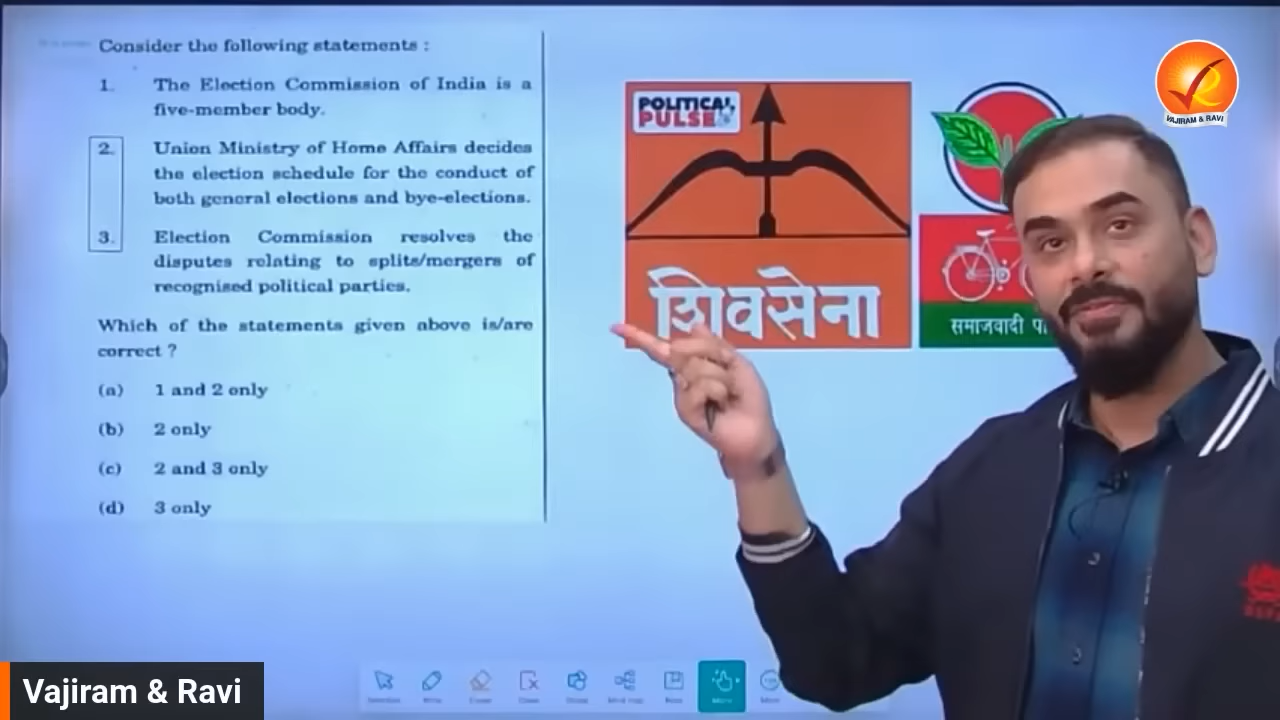 Consider the following statements :
1. The Election Commission of India is a
five-member body.
2. Union Ministry of Home Affairs decides
the election schedule for the conduct of
both general elections and bye-elections.
3. Election Commission resolves the
disputes relating to splits/mergers of
recognised political parties.
Which of the statements given above is/are
correct ?
(a) 1 and 2 only
(b) 2 only
(c) 2 and 3 only
(d) 3 only
POLITICAL
PULSE
शिवसेना
समाजवादी
VAJIRAM & RAVI
Vajiram & Ravi